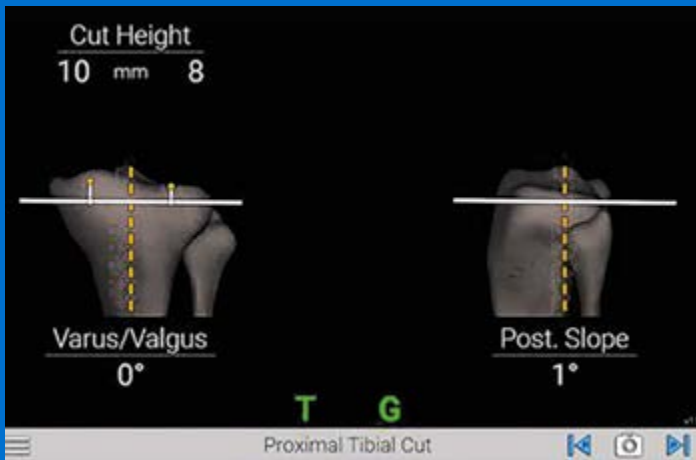 Cut Height
10 mm 8
Varus/Valgus
0°
Post. Slope
1°
T G
Proximal Tibial Cut